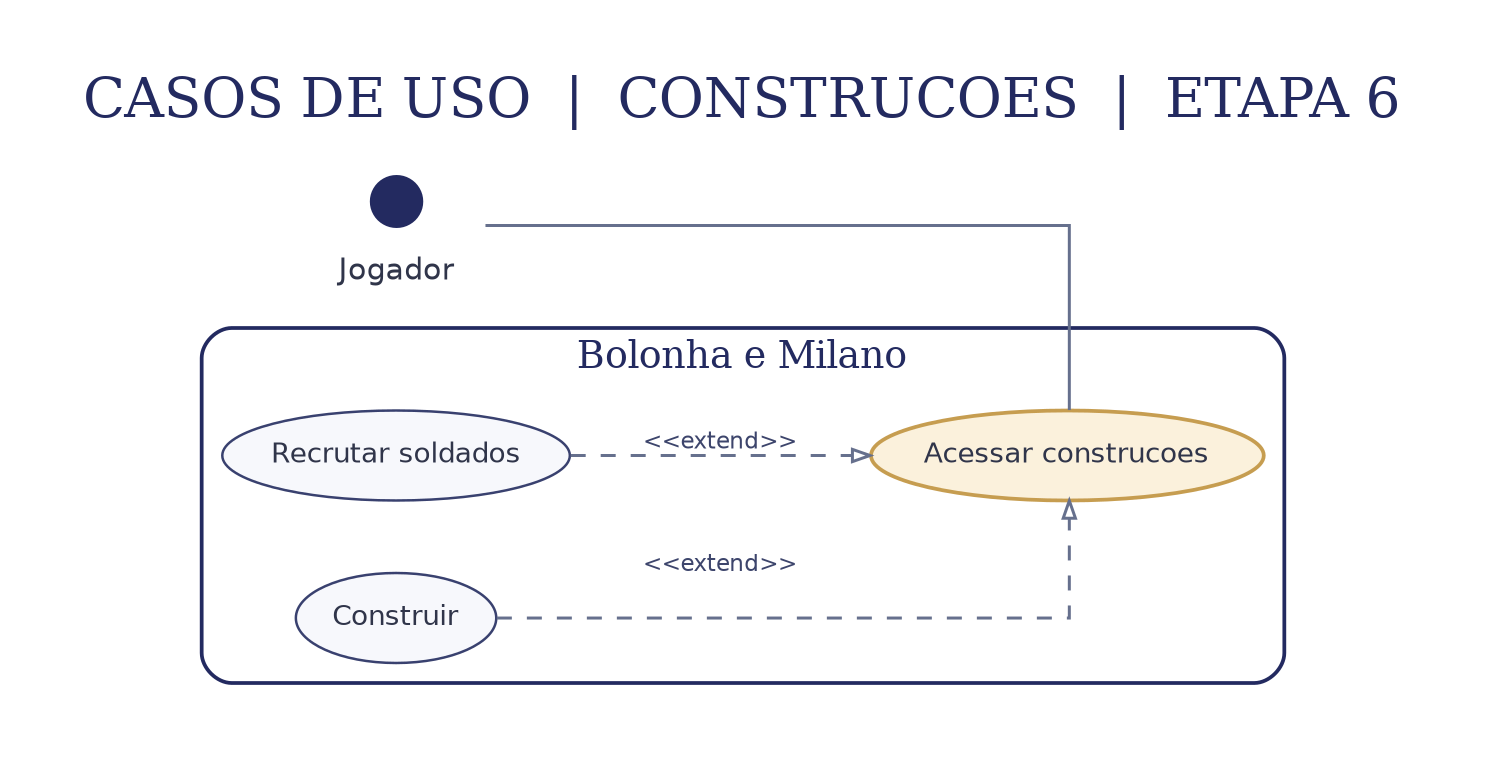 CASOS DE USO | CONSTRUCOES | ETAPA 6
Jogador
Bolonha e Milano
Recrutar soldados
<<extend>>
Acessar construcoes
<<extend>>
Construir